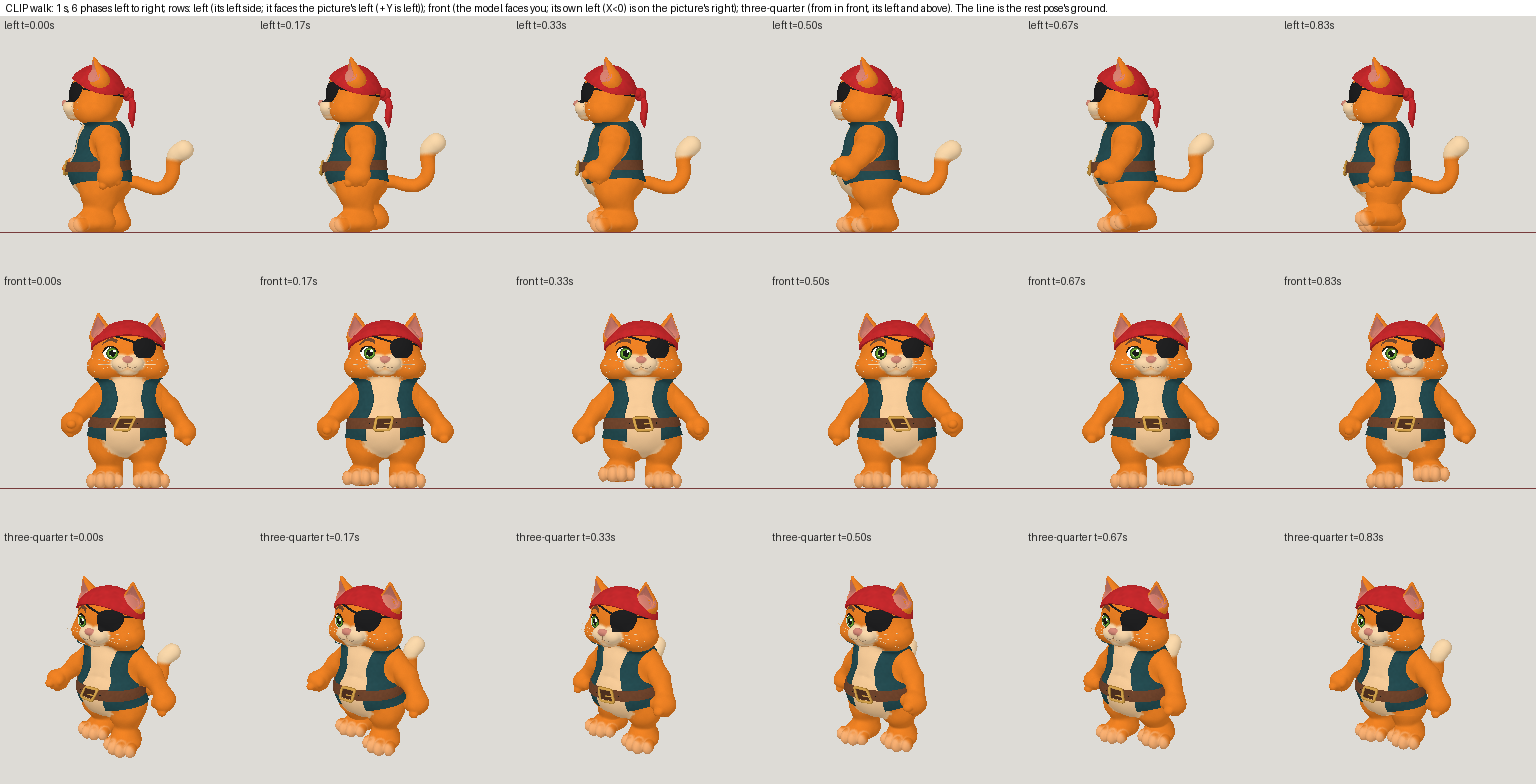 CLIP walk: 1 s, 6 phases left to right; rows: left (its left side; it faces the picture's left (+Y is left)); front (the model faces you; its own left (X<0) is on the picture's right); three-quarter (from in front, its left and above). The line is the rest pose's ground.
left t=0.00s left t=0.17s left t=0.33s left t=0.50s left t=0.67s left t=0.83s
front t=0.00s front t=0.17s front t=0.33s front t=0.50s front t=0.67s front t=0.83s
three-quarter t=0.00s three-quarter t=0.17s three-quarter t=0.33s three-quarter t=0.50s three-quarter t=0.67s three-quarter t=0.83s